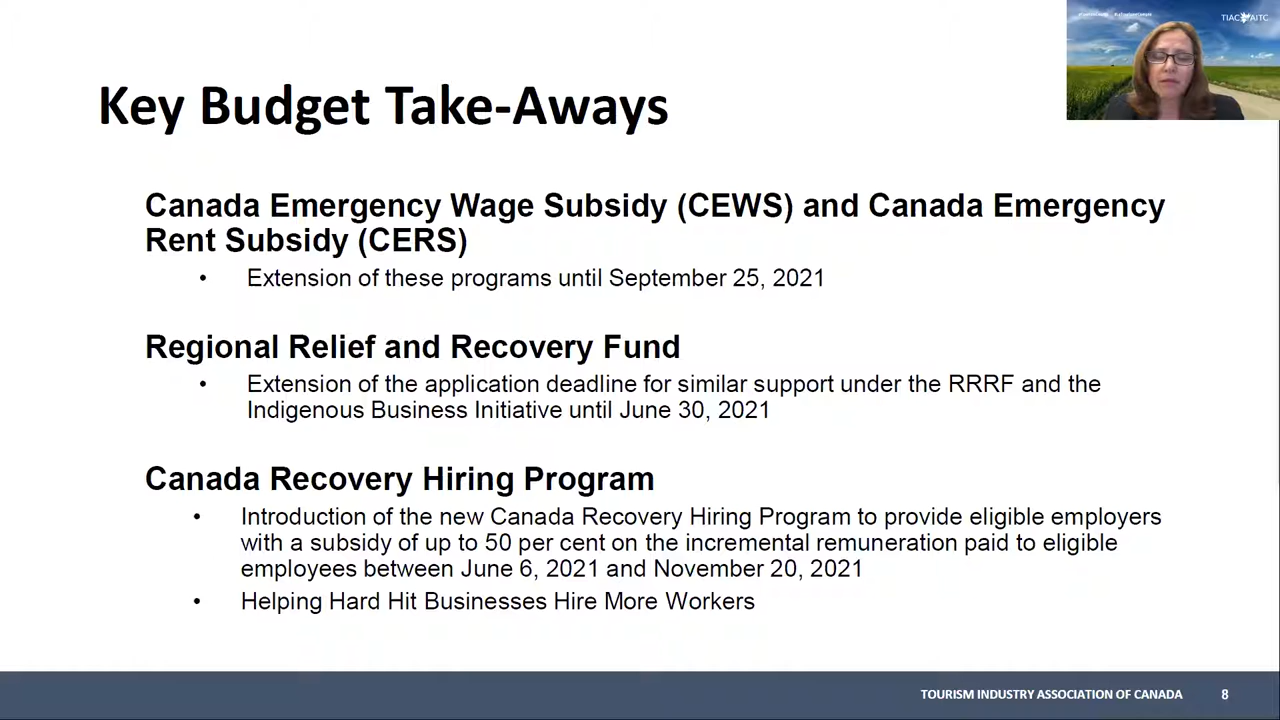 TIAC AITC
Key Budget Take-Aways
Canada Emergency Wage Subsidy (CEWS) and Canada Emergency
Rent Subsidy (CERS)
• Extension of these programs until September 25, 2021
Regional Relief and Recovery Fund
• Extension of the application deadline for similar support under the RRRF and the
Indigenous Business Initiative until June 30, 2021
Canada Recovery Hiring Program
• Introduction of the new Canada Recovery Hiring Program to provide eligible employers
with a subsidy of up to 50 per cent on the incremental remuneration paid to eligible
employees between June 6, 2021 and November 20, 2021
• Helping Hard Hit Businesses Hire More Workers
TOURISM INDUSTRY ASSOCIATION OF CANADA 8